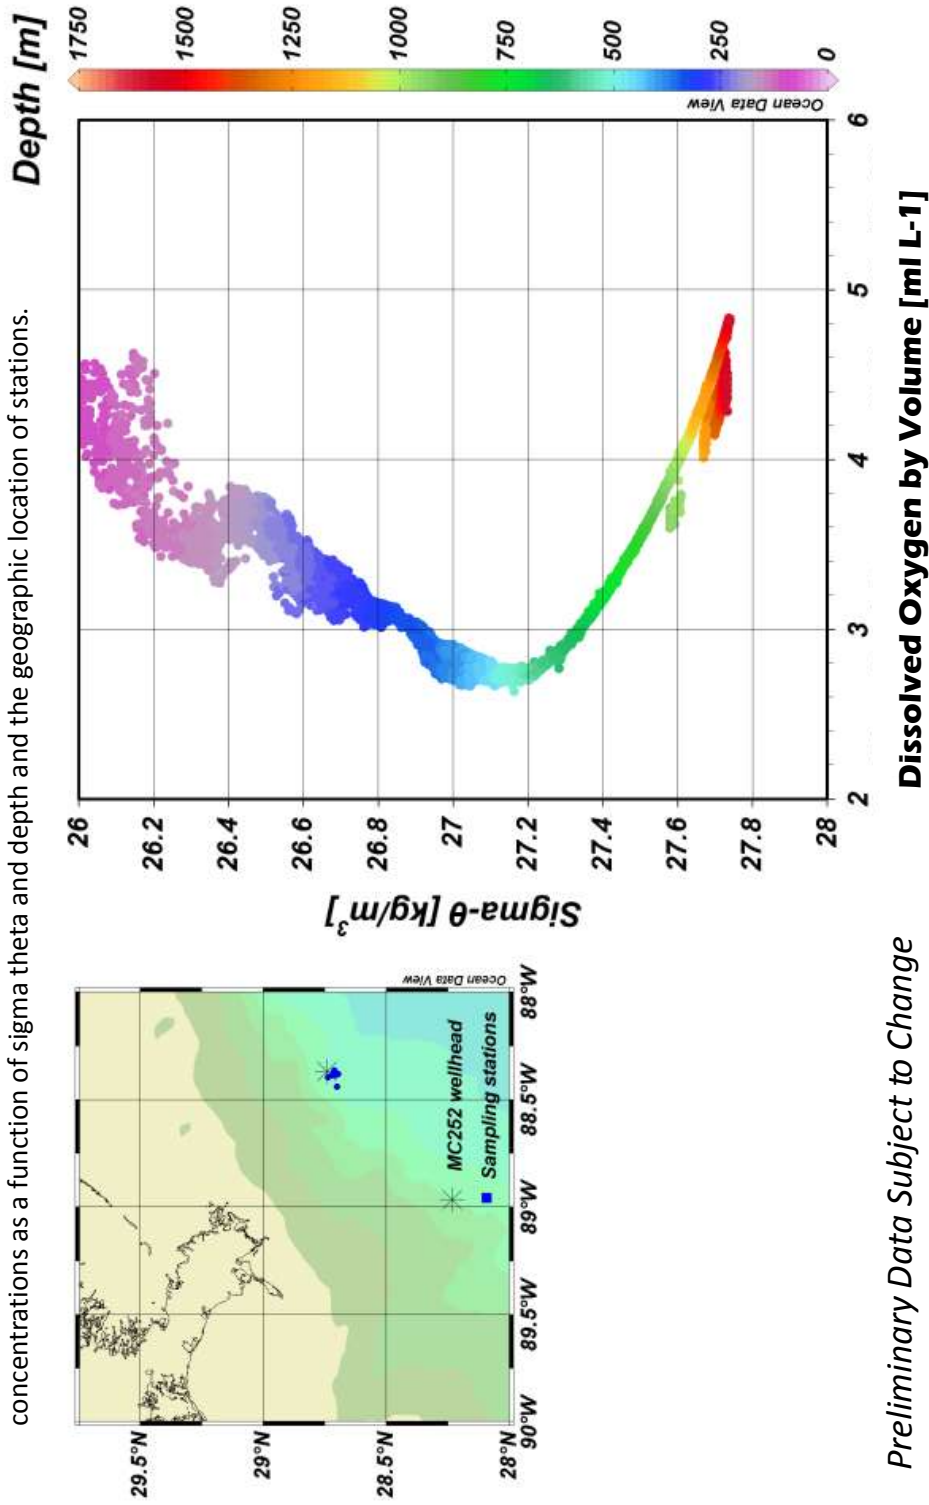 concentrations as a function of sigma theta and depth and the geographic location of stations.
29.5°N
29°N
28.5°N
28°N
90°W
89.5°W
89°W
88.5°W
88°W
MC252 wellhead
Sampling stations
Ocean Data View
Sigma-θ [kg/m³]
26
26.2
26.4
26.6
26.8
27
27.2
27.4
27.6
27.8
28
2
3
4
5
6
Dissolved Oxygen by Volume [ml L-1]
Ocean Data View
Depth [m]
1750
1500
1250
1000
750
500
250
0
Preliminary Data Subject to Change